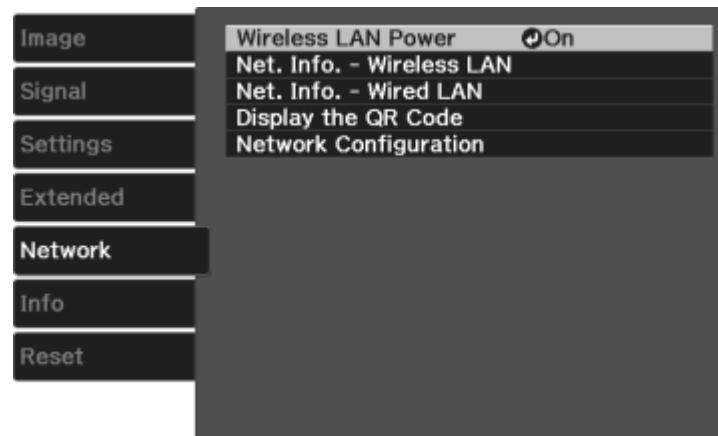 Image
Signal
Settings
Extended
Network
Info
Reset
Wireless LAN Power On
Net. Info. - Wireless LAN
Net. Info. - Wired LAN
Display the QR Code
Network Configuration